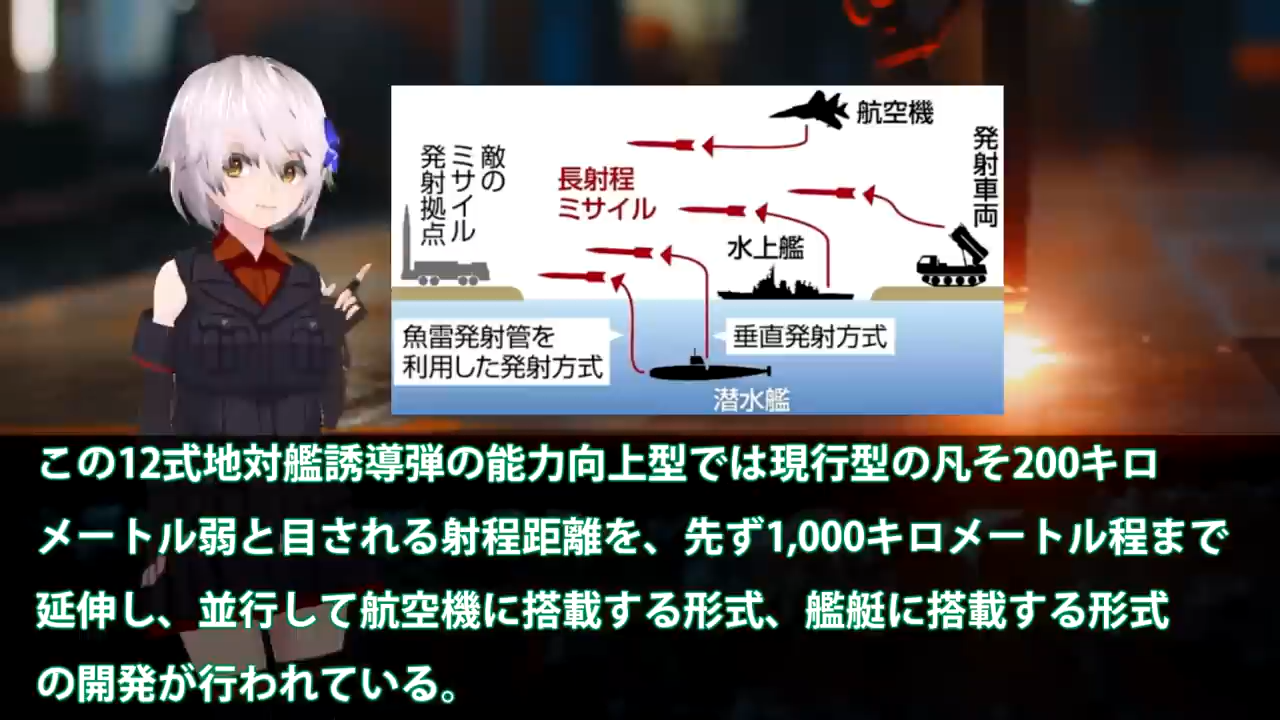 航空機
発射車両
敵の
ミサイル
発射拠点
長射程
ミサイル
水上艦
魚雷発射管を
利用した発射方式
垂直発射方式
潜水艦
この12式地対艦誘導弾の能力向上型では現行型の凡そ200キロ
メートル弱と目される射程距離を、先ず1,000キロメートル程まで
延伸し、並行して航空機に搭載する形式、艦艇に搭載する形式
の開発が行われている。